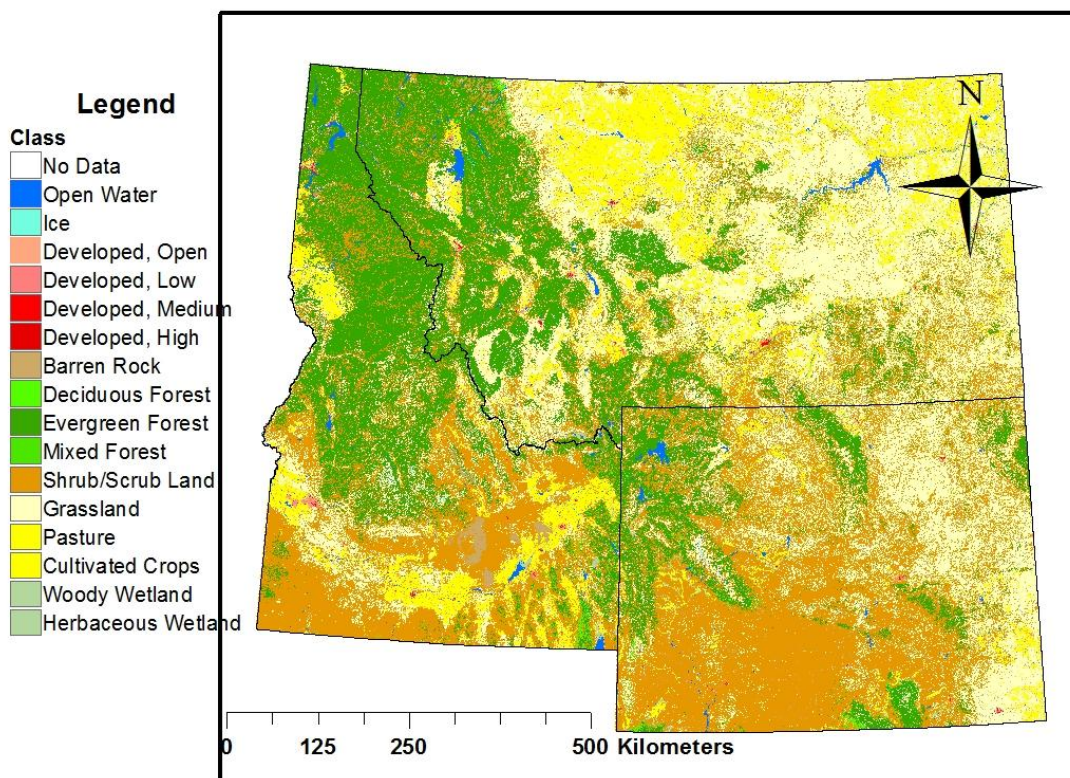 Legend
Class
No Data
Open Water
Ice
Developed, Open
Developed, Low
Developed, Medium
Developed, High
Barren Rock
Deciduous Forest
Evergreen Forest
Mixed Forest
Shrub/Scrub Land
Grassland
Pasture
Cultivated Crops
Woody Wetland
Herbaceous Wetland
N
0 125 250 500 Kilometers